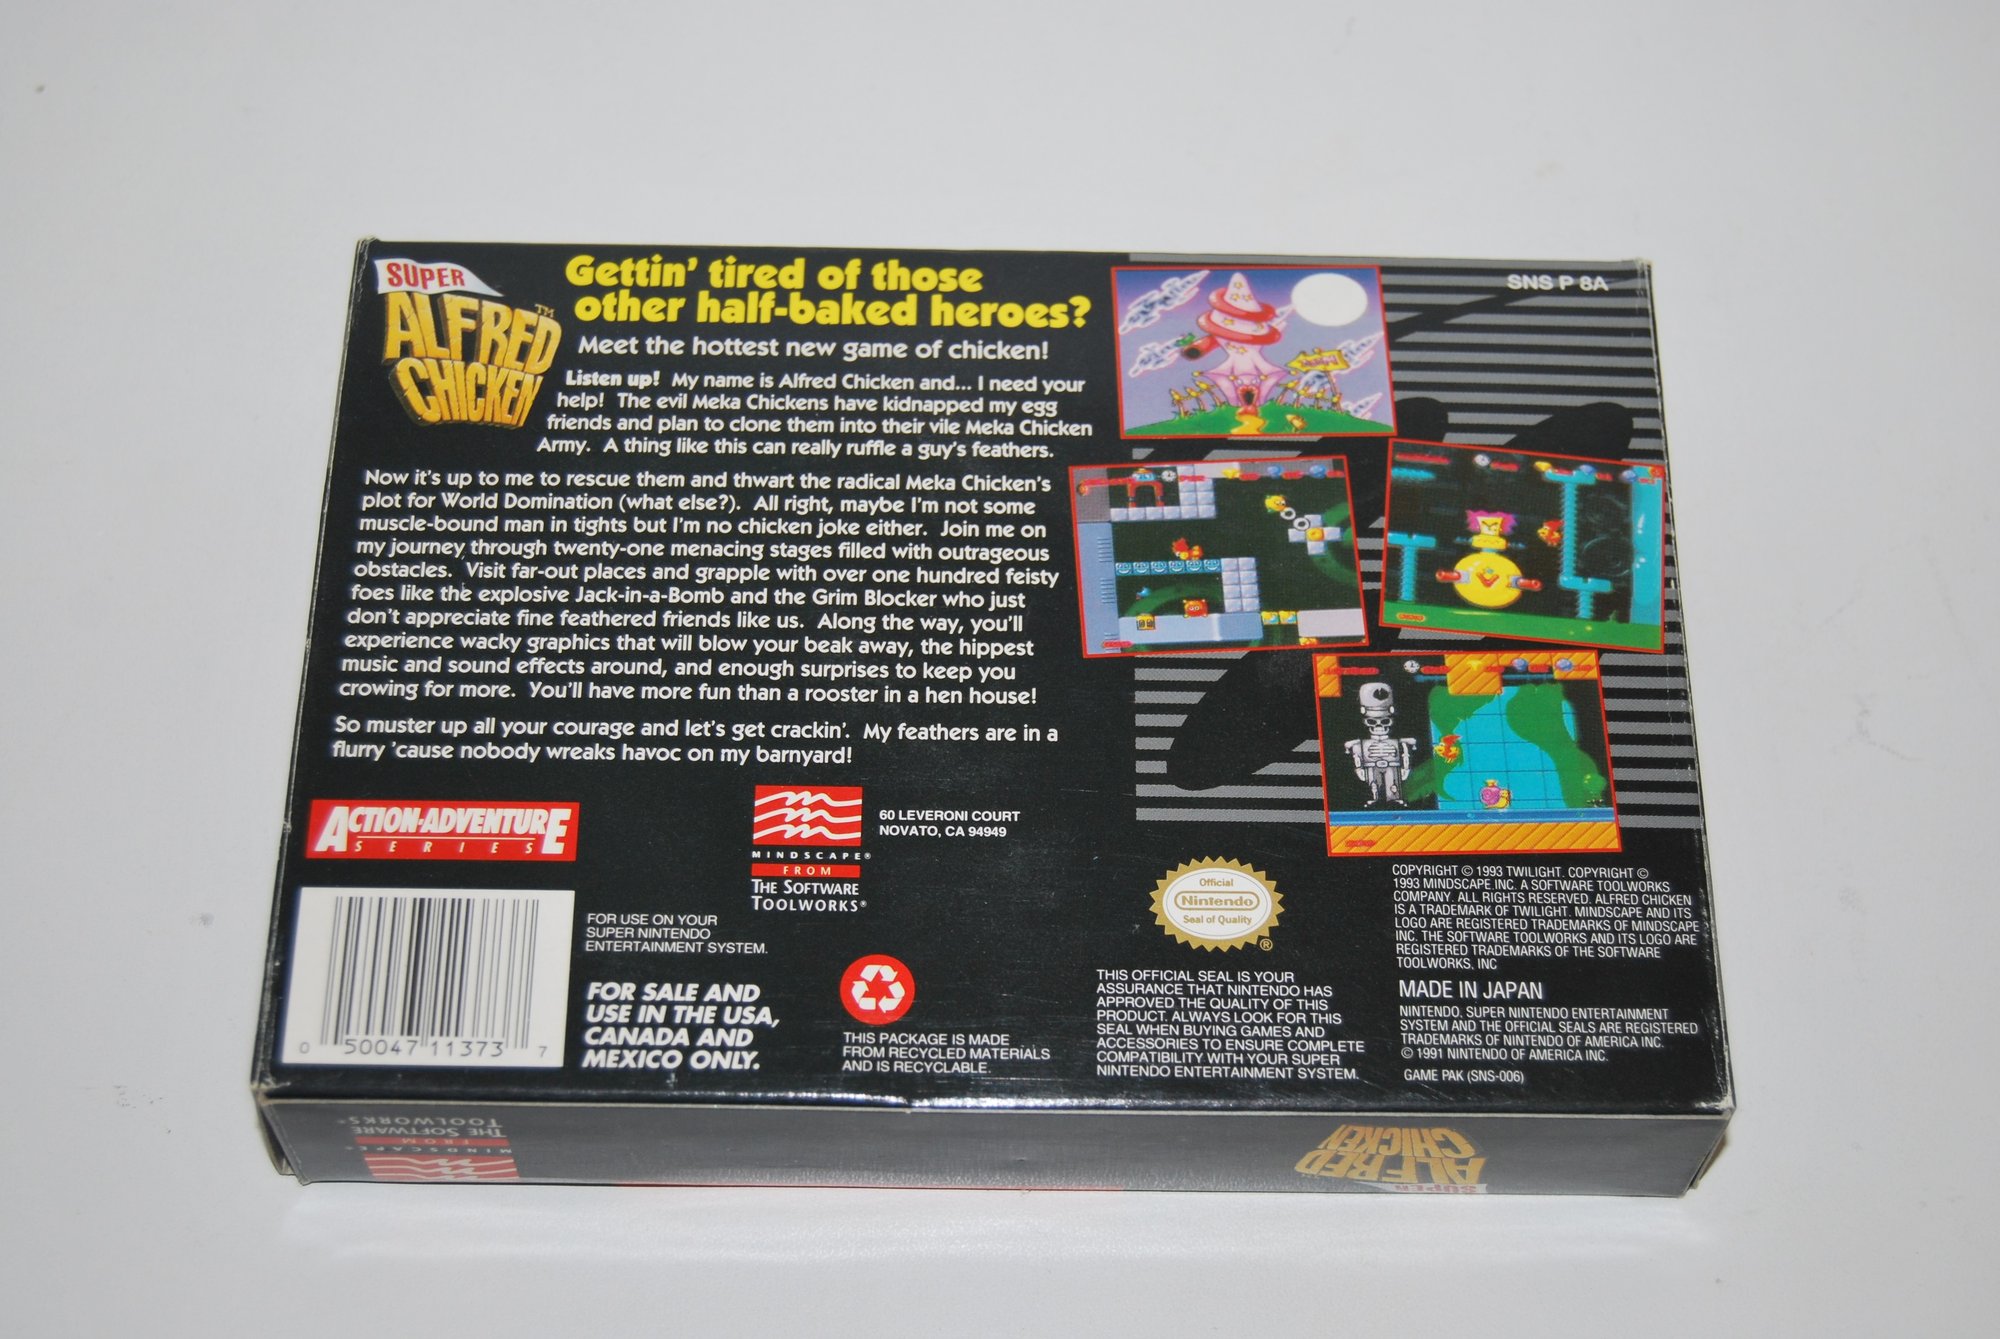 SUPER
ALFRED
CHICKEN™
Gettin' tired of those
other half-baked heroes?
Meet the hottest new game of chicken!
Listen up! My name is Alfred Chicken and... I need your
help! The evil Meka Chickens have kidnapped my egg
friends and plan to clone them into their vile Meka Chicken
Army. A thing like this can really ruffle a guy's feathers.
Now it's up to me to rescue them and thwart the radical Meka Chicken's
plot for World Domination (what else?). All right, maybe I'm not some
muscle-bound man in tights but I'm no chicken joke either. Join me on
my journey through twenty-one menacing stages filled with outrageous
obstacles. Visit far-out places and grapple with over one hundred feisty
foes like the explosive Jack-in-a-Bomb and the Grim Blocker who just
don't appreciate fine feathered friends like us. Along the way, you'll
experience wacky graphics that will blow your beak away, the hippest
music and sound effects around, and enough surprises to keep you
crowing for more. You'll have more fun than a rooster in a hen house!
So muster up all your courage and let's get crackin'. My feathers are in a
flurry 'cause nobody wreaks havoc on my barnyard!
SNS P 8A
ACTION-ADVENTURE
SERIES
MINDSCAPE®
FROM
THE SOFTWARE
TOOLWORKS®
60 LEVERONI COURT
NOVATO, CA 94949
0 50047 11373 7
FOR USE ON YOUR
SUPER NINTENDO
ENTERTAINMENT SYSTEM.
FOR SALE AND
USE IN THE USA,
CANADA AND
MEXICO ONLY.
THIS PACKAGE IS MADE
FROM RECYCLED MATERIALS
AND IS RECYCLABLE.
Official
Nintendo
Seal of Quality
®
THIS OFFICIAL SEAL IS YOUR
ASSURANCE THAT NINTENDO HAS
APPROVED THE QUALITY OF THIS
PRODUCT. ALWAYS LOOK FOR THIS
SEAL WHEN BUYING GAMES AND
ACCESSORIES TO ENSURE COMPLETE
COMPATIBILITY WITH YOUR SUPER
NINTENDO ENTERTAINMENT SYSTEM.
COPYRIGHT © 1993 TWILIGHT. COPYRIGHT ©
1993 MINDSCAPE INC. A SOFTWARE TOOLWORKS
COMPANY. ALL RIGHTS RESERVED. ALFRED CHICKEN
IS A TRADEMARK OF TWILIGHT. MINDSCAPE AND ITS
LOGO ARE REGISTERED TRADEMARKS OF MINDSCAPE
INC. THE SOFTWARE TOOLWORKS AND ITS LOGO ARE
REGISTERED TRADEMARKS OF THE SOFTWARE
TOOLWORKS, INC
MADE IN JAPAN
NINTENDO, SUPER NINTENDO ENTERTAINMENT
SYSTEM AND THE OFFICIAL SEALS ARE REGISTERED
TRADEMARKS OF NINTENDO OF AMERICA INC.
© 1991 NINTENDO OF AMERICA INC.
GAME PAK (SNS-006)
SUPER
ALFRED
CHICKEN
MINDSCAPE®
FROM
THE SOFTWARE
TOOLWORKS®